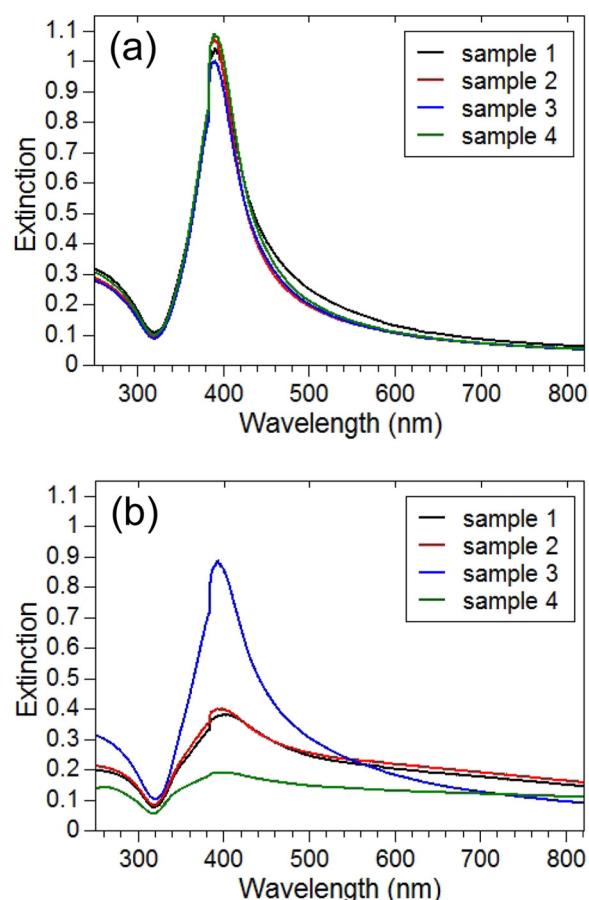 (a)
sample 1
sample 2
sample 3
sample 4
1.1
1
0.9
0.8
0.7
0.6
0.5
0.4
0.3
0.2
0.1
0
Extinction
300 400 500 600 700 800
Wavelength (nm)
(b)
sample 1
sample 2
sample 3
sample 4
1.1
1
0.9
0.8
0.7
0.6
0.5
0.4
0.3
0.2
0.1
0
Extinction
300 400 500 600 700 800
Wavelength (nm)